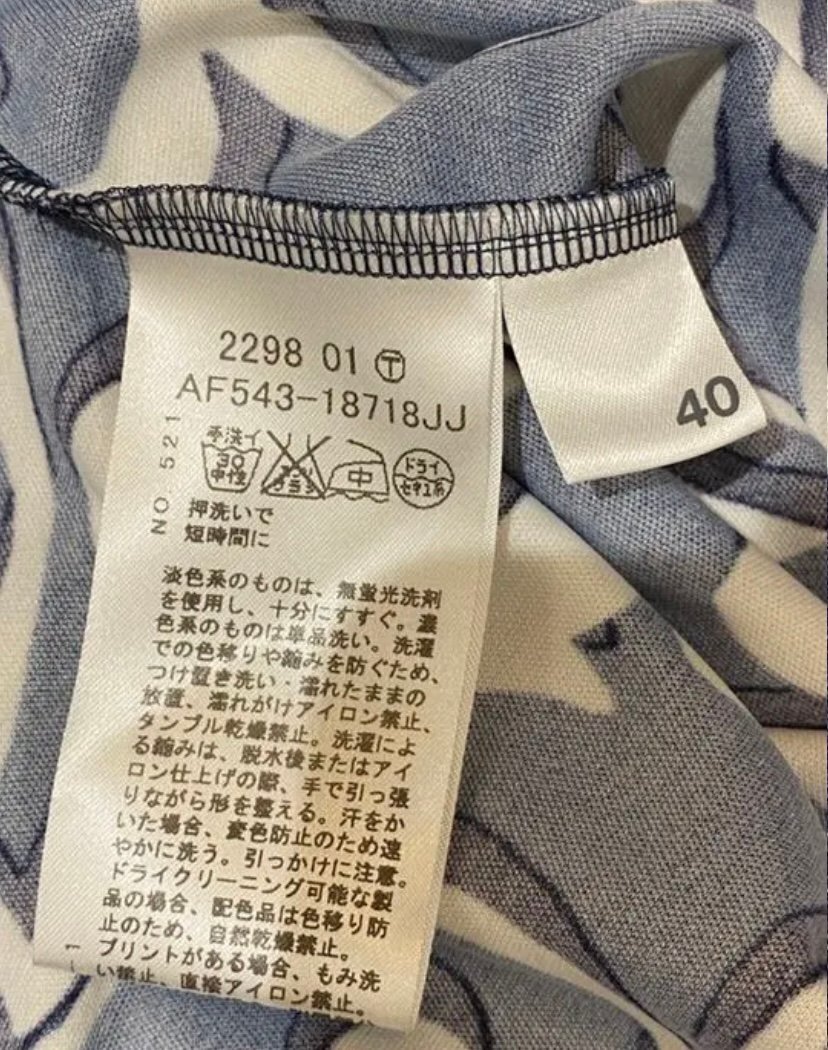 2298 01 Ⓣ
AF543-18718JJ
NO. 521
手洗イ
30
中性
エンソ
サラシ
中
ドライ
セキユ系
押洗いで
短時間に
淡色系のものは、無蛍光洗剤
を使用し、十分にすすぐ。濃
色系のものは単品洗い。洗濯
での色移りや縮みを防ぐため、
つけ置き洗い・濡れたままの
放置、濡れがけアイロン禁止、
タンブル乾燥禁止。洗濯によ
る縮みは、脱水後またはアイ
ロン仕上げの際、手で引っ張
りながら形を整える。汗をか
いた場合、変色防止のため速
やかに洗う。引っかけに注意。
ドライクリーニング可能な製
品の場合、配色品は色移り防
止のため、自然乾燥禁止。
プリントがある場合、もみ洗
い禁止、直接アイロン禁止。
40